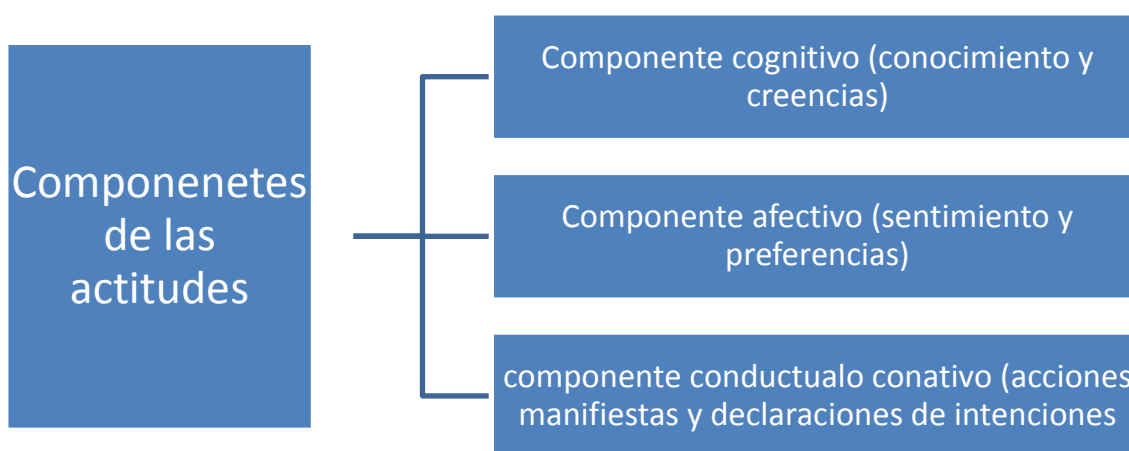 Componenetes
de las
actitudes
Componente cognitivo (conocimiento y
creencias)
Componente afectivo (sentimiento y
preferencias)
componente conductualo conativo (acciones
manifiestas y declaraciones de intenciones